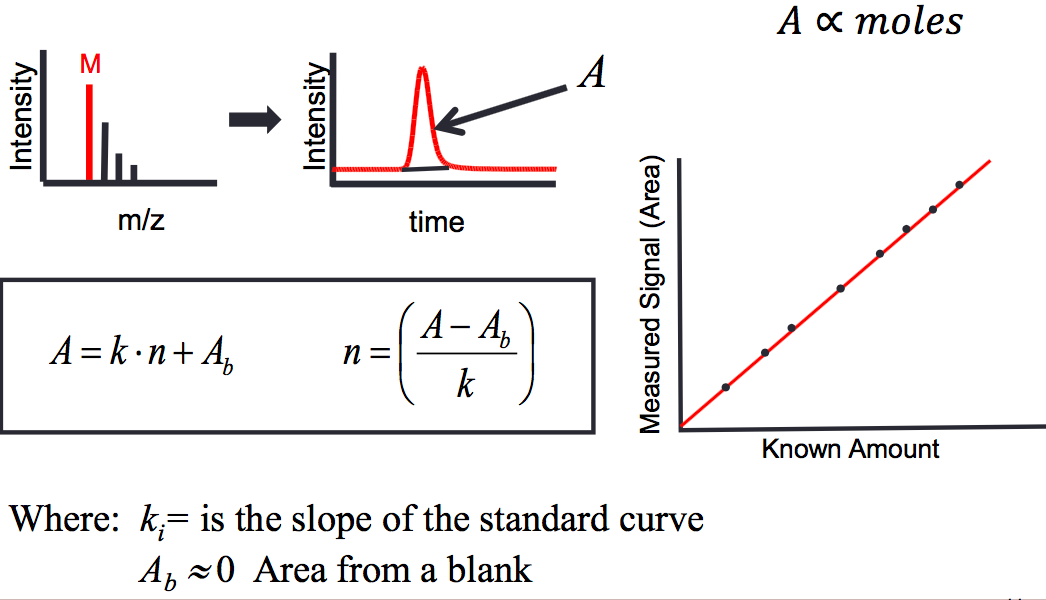 A ∝ moles
M
Intensity
m/z
Intensity
A
time
A = k · n + A_b
n = ( (A − A_b) / k )
Measured Signal (Area)
Known Amount
Where: k_i= is the slope of the standard curve
A_b ≈0 Area from a blank